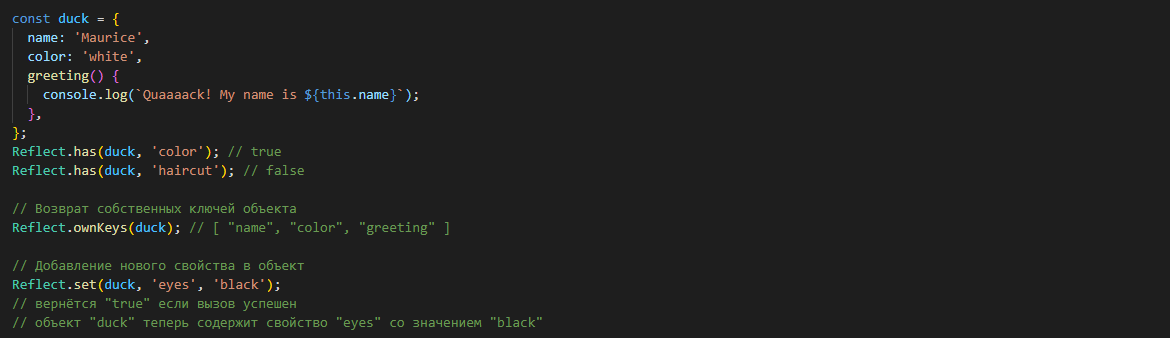 const duck = {
name: 'Maurice',
color: 'white',
greeting() {
console.log(`Quaaaack! My name is ${this.name}`);
},
};
Reflect.has(duck, 'color'); // true
Reflect.has(duck, 'haircut'); // false
// Возврат собственных ключей объекта
Reflect.ownKeys(duck); // [ "name", "color", "greeting" ]
// Добавление нового свойства в объект
Reflect.set(duck, 'eyes', 'black');
// вернётся "true" если вызов успешен
// объект "duck" теперь содержит свойство "eyes" со значением "black"